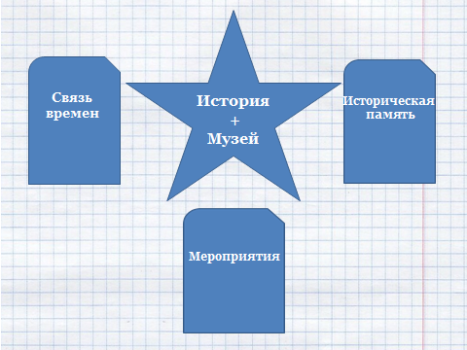 Связь
времен
История
+
Музей
Историческая
память
Мероприятия